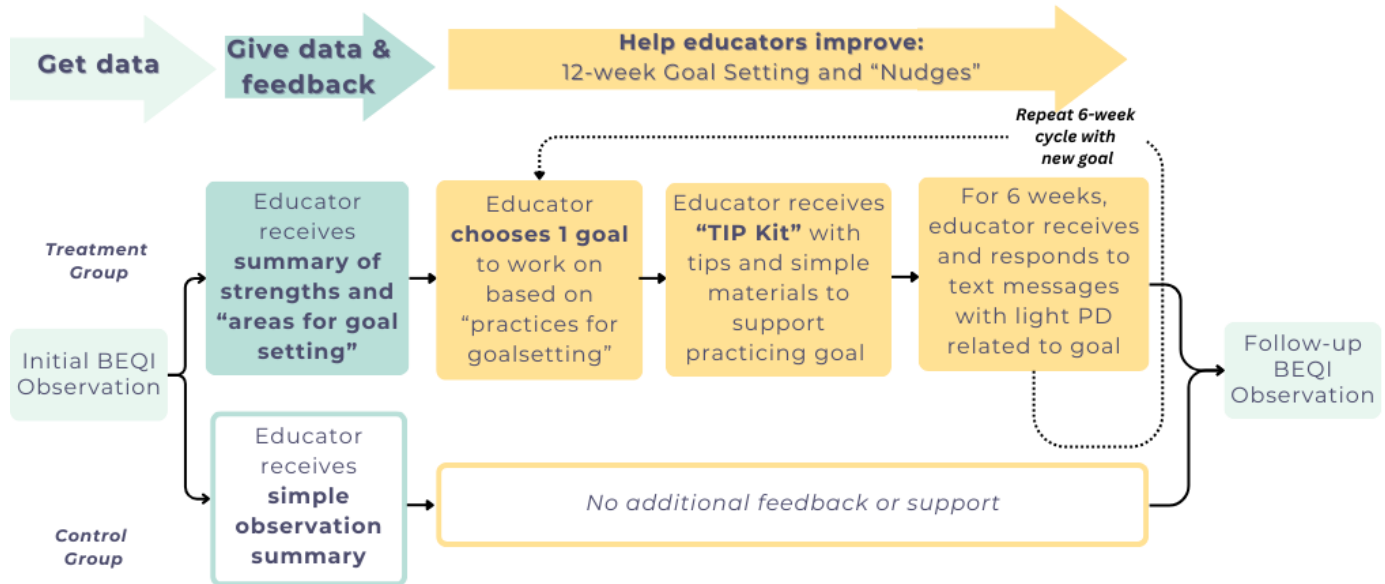 Get data
Give data &
feedback
Help educators improve:
12-week Goal Setting and “Nudges”
Repeat 6-week
cycle with
new goal
Treatment
Group
Initial BEQI
Observation
Educator
receives
summary of
strengths and
“areas for goal
setting”
Educator
chooses 1 goal
to work on
based on
“practices for
goalsetting”
Educator receives
“TIP Kit” with
tips and simple
materials to
support
practicing goal
For 6 weeks,
educator receives
and responds to
text messages
with light PD
related to goal
Follow-up
BEQI
Observation
Control
Group
Educator
receives
simple
observation
summary
No additional feedback or support